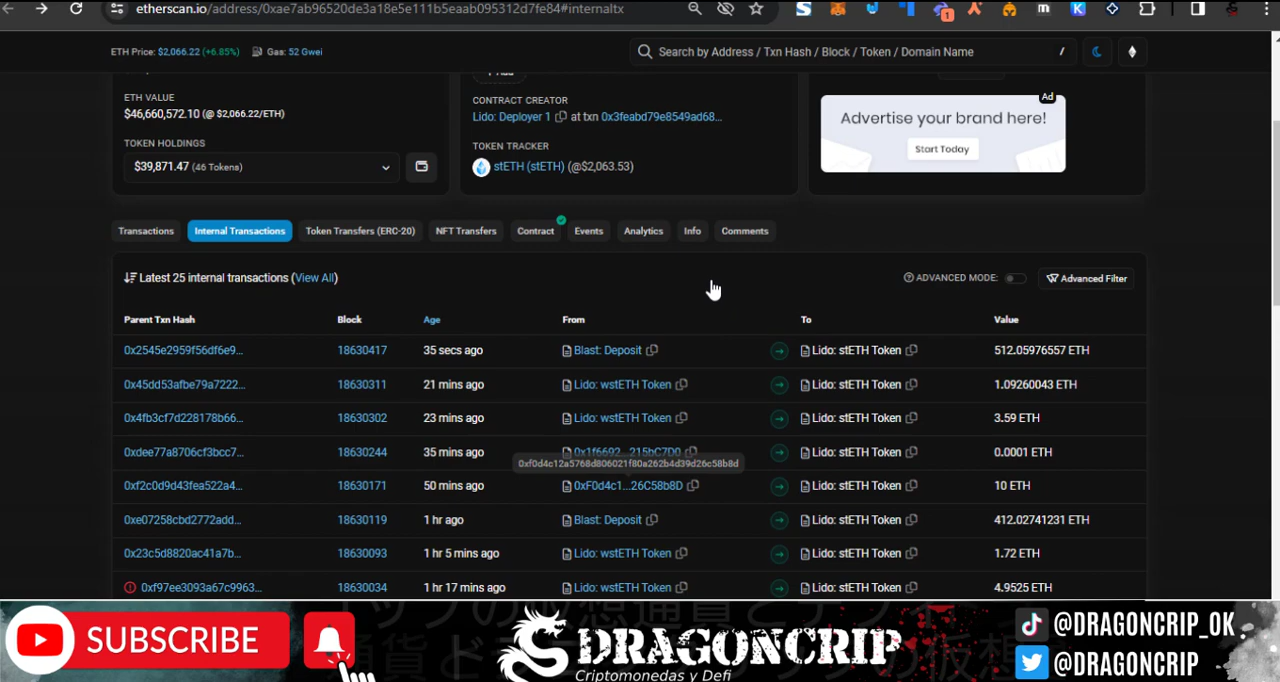 etherscan.io/address/0xae7ab96520de3a18e5e111b5eaab095312d7fe84#internaltx
ETH Price: $2,066.22 (+6.85%) Gas: 52 Gwei
Search by Address / Txn Hash / Block / Token / Domain Name /
ETH VALUE
$46,660,572.10 (@ $2,066.22/ETH)
TOKEN HOLDINGS
$39,871.47 (46 Tokens)
CONTRACT CREATOR
Lido: Deployer 1 at txn 0x3feabd79e8549ad68...
TOKEN TRACKER
stETH (stETH) (@$2,063.53)
Ad
Advertise your brand here!
Start Today
Transactions Internal Transactions Token Transfers (ERC-20) NFT Transfers Contract Events Analytics Info Comments
Latest 25 internal transactions (View All)
ADVANCED MODE: Advanced Filter
Parent Txn Hash Block Age From To Value
0x2545e2959f56df6e9... 18630417 35 secs ago Blast: Deposit Lido: stETH Token 512.05976557 ETH
0x45dd53afbe79a7222... 18630311 21 mins ago Lido: wstETH Token Lido: stETH Token 1.09260043 ETH
0x4fb3cf7d228178b66... 18630302 23 mins ago Lido: wstETH Token Lido: stETH Token 3.59 ETH
0xdee77a8706cf3bcc7... 18630244 35 mins ago 0x1f6692...215bC7D0 Lido: stETH Token 0.0001 ETH
0xf0d4c12a5768d806021f80a262b4d39d26c58b8d
0xf2c0d9d43fea522a4... 18630171 50 mins ago 0xF0d4c1...26C58b8D Lido: stETH Token 10 ETH
0xe07258cbd2772add... 18630119 1 hr ago Blast: Deposit Lido: stETH Token 412.02741231 ETH
0x23c5d8820ac41a7b... 18630093 1 hr 5 mins ago Lido: wstETH Token Lido: stETH Token 1.72 ETH
0xf97ee3093a67c9963... 18630034 1 hr 17 mins ago Lido: wstETH Token Lido: stETH Token 4.9525 ETH
SUBSCRIBE
DRAGONCRIP
Criptomonedas y Defi
@DRAGONCRIP_OK
@DRAGONCRIP